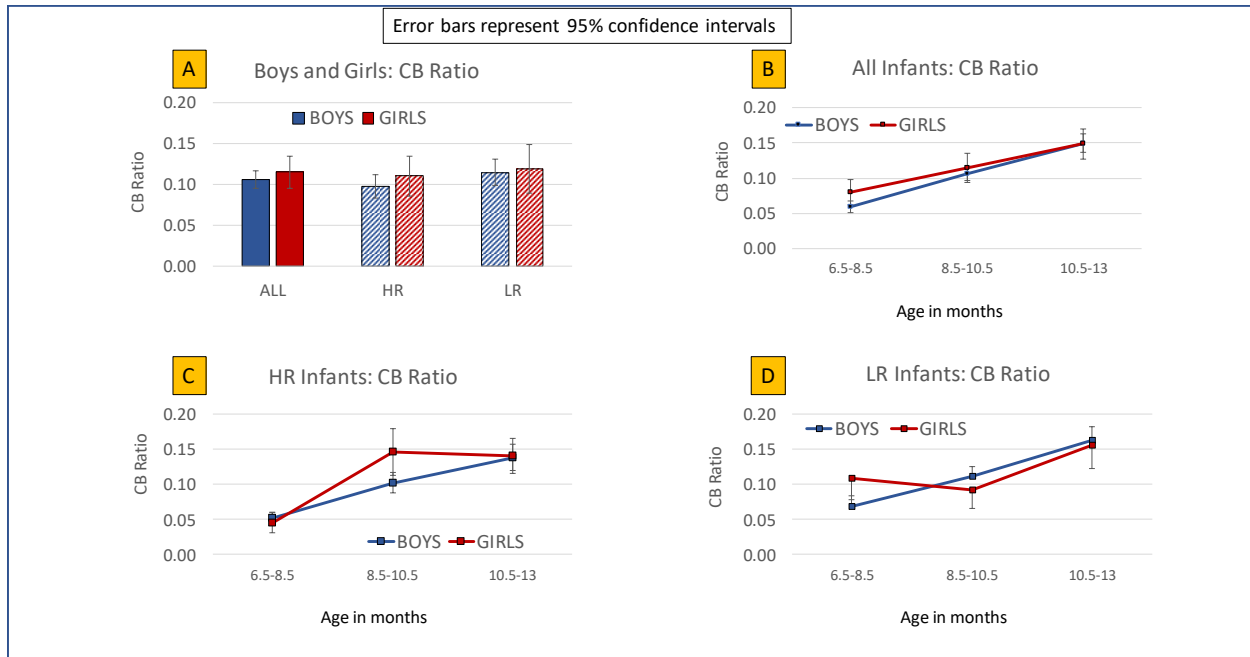 Error bars represent 95% confidence intervals
A
Boys and Girls: CB Ratio
0.20
0.15
0.10
0.05
0.00
CB Ratio
BOYS GIRLS
ALL HR LR
B
All Infants: CB Ratio
0.20
0.15
0.10
0.05
0.00
CB Ratio
BOYS GIRLS
6.5-8.5 8.5-10.5 10.5-13
Age in months
C
HR Infants: CB Ratio
0.20
0.15
0.10
0.05
0.00
CB Ratio
BOYS GIRLS
6.5-8.5 8.5-10.5 10.5-13
Age in months
D
LR Infants: CB Ratio
0.20
0.15
0.10
0.05
0.00
CB Ratio
BOYS GIRLS
6.5-8.5 8.5-10.5 10.5-13
Age in months